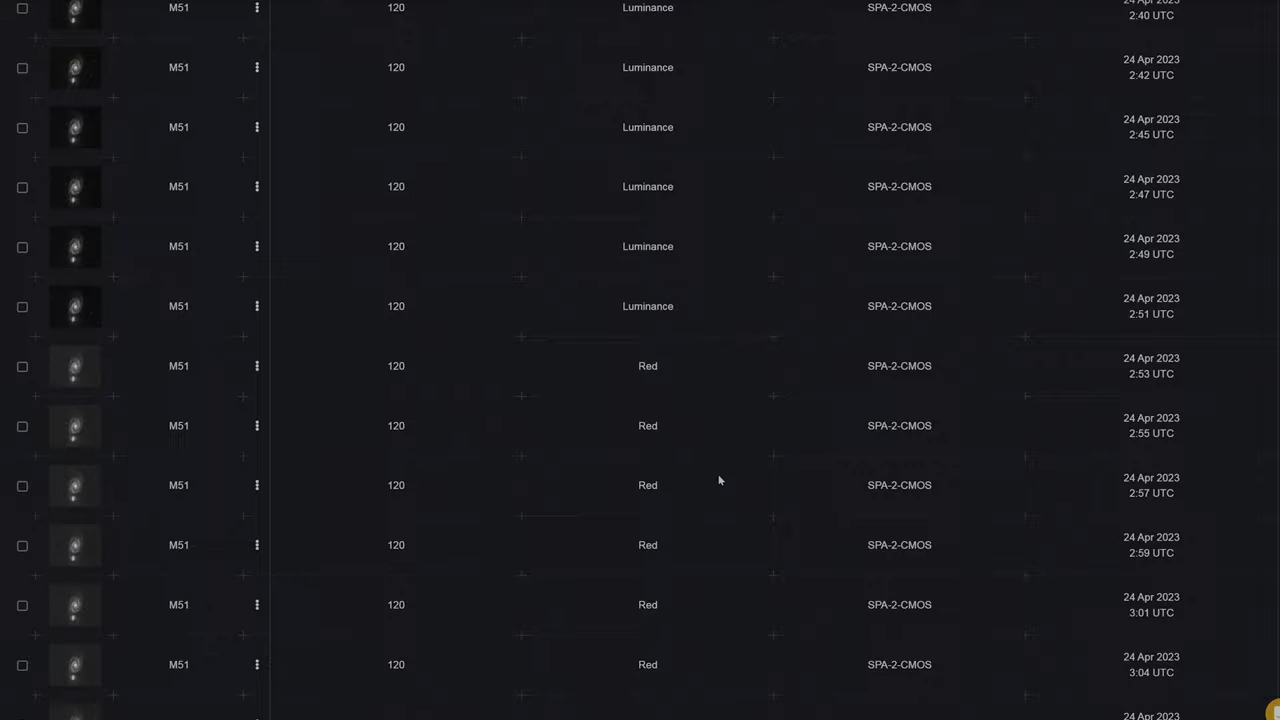 M51 120 Luminance SPA-2-CMOS 24 Apr 2023
2:40 UTC
M51 120 Luminance SPA-2-CMOS 24 Apr 2023
2:42 UTC
M51 120 Luminance SPA-2-CMOS 24 Apr 2023
2:45 UTC
M51 120 Luminance SPA-2-CMOS 24 Apr 2023
2:47 UTC
M51 120 Luminance SPA-2-CMOS 24 Apr 2023
2:49 UTC
M51 120 Luminance SPA-2-CMOS 24 Apr 2023
2:51 UTC
M51 120 Red SPA-2-CMOS 24 Apr 2023
2:53 UTC
M51 120 Red SPA-2-CMOS 24 Apr 2023
2:55 UTC
M51 120 Red SPA-2-CMOS 24 Apr 2023
2:57 UTC
M51 120 Red SPA-2-CMOS 24 Apr 2023
2:59 UTC
M51 120 Red SPA-2-CMOS 24 Apr 2023
3:01 UTC
M51 120 Red SPA-2-CMOS 24 Apr 2023
3:04 UTC
24 Apr 2023